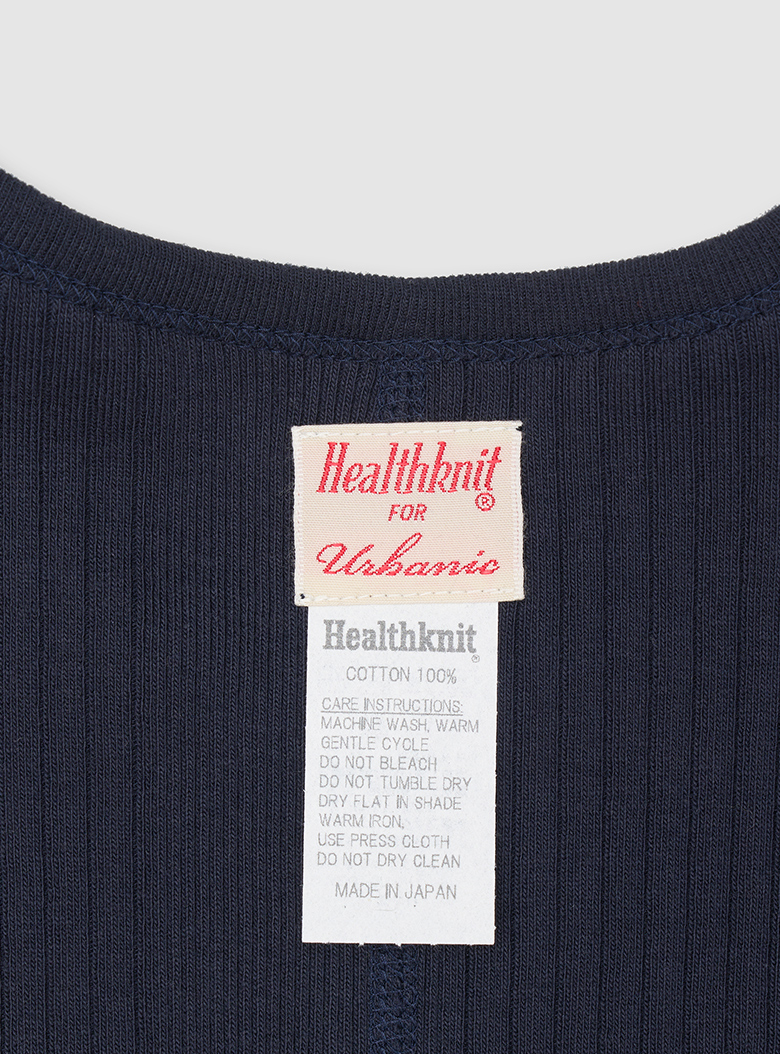 Healthknit®
FOR
Urbanic
Healthknit®
COTTON 100%
CARE INSTRUCTIONS:
MACHINE WASH, WARM
GENTLE CYCLE
DO NOT BLEACH
DO NOT TUMBLE DRY
DRY FLAT IN SHADE
WARM IRON,
USE PRESS CLOTH
DO NOT DRY CLEAN
MADE IN JAPAN